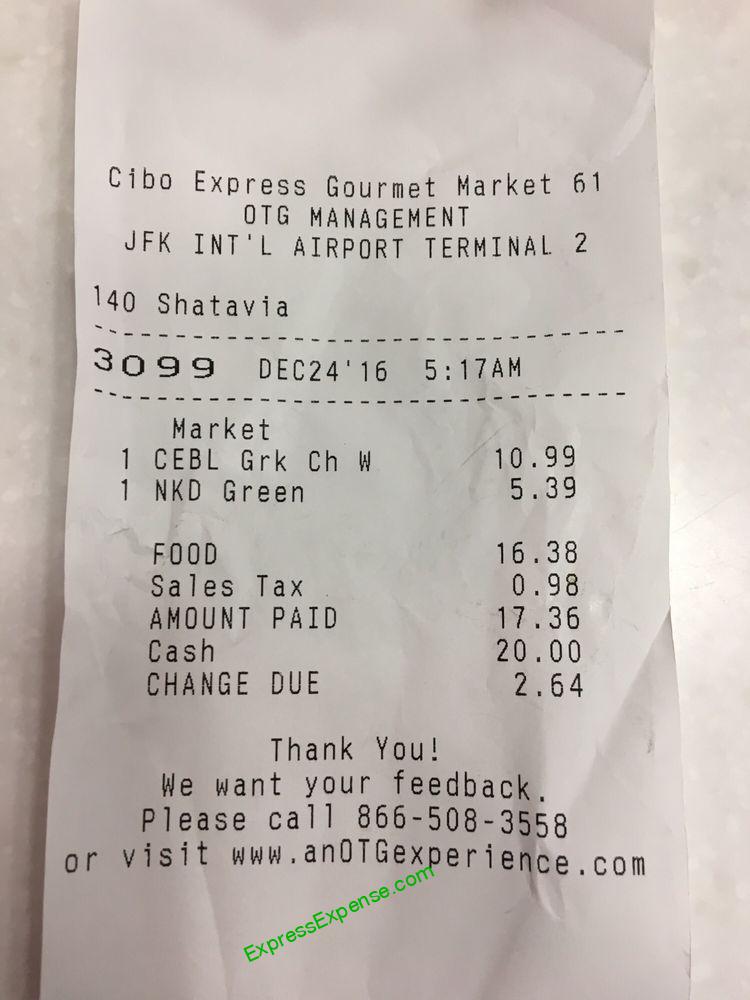 Cibo Express Gourmet Market 61
OTG MANAGEMENT
JFK INT'L AIRPORT TERMINAL 2
140 Shatavia
3099 DEC24'16 5:17AM
Market
1 CEBL Grk Ch W 10.99
1 NKD Green 5.39
FOOD 16.38
Sales Tax 0.98
AMOUNT PAID 17.36
Cash 20.00
CHANGE DUE 2.64
Thank You!
We want your feedback.
Please call 866-508-3558
or visit www.anOTGexperience.com
ExpressExpense.com